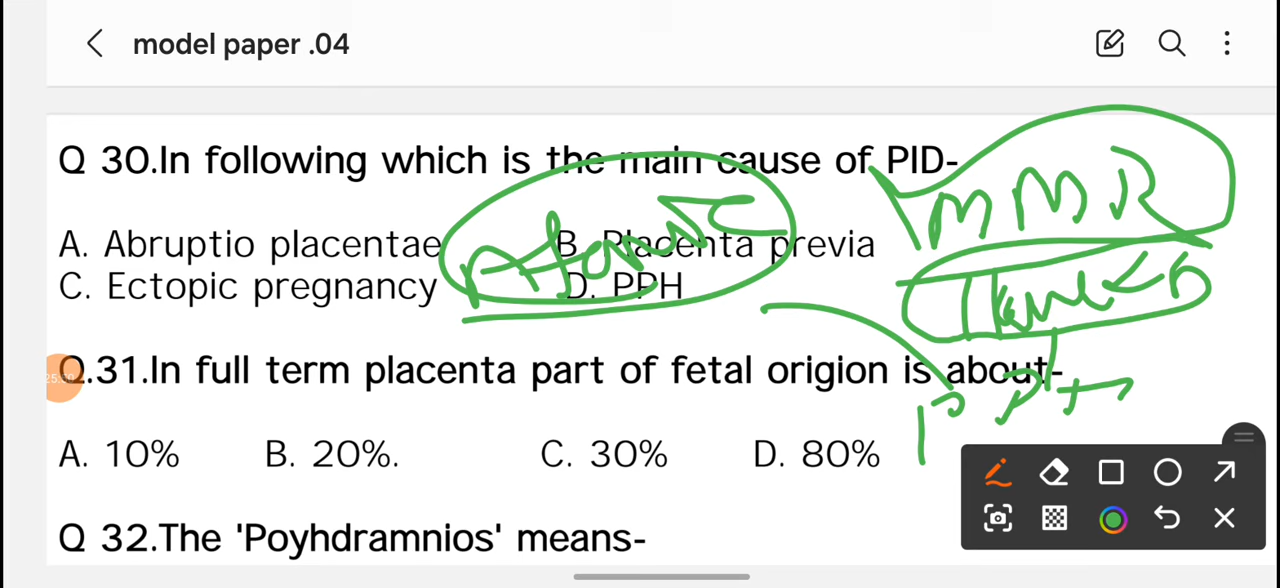 model paper .04
Q 30.In following which is the main cause of PID-
MMR
A. Abruptio placentae B. Placenta previa
C. Ectopic pregnancy D. PPH
Q.31.In full term placenta part of fetal origion is about-
A. 10% B. 20%. C. 30% D. 80%
Q 32.The 'Poyhdramnios' means-